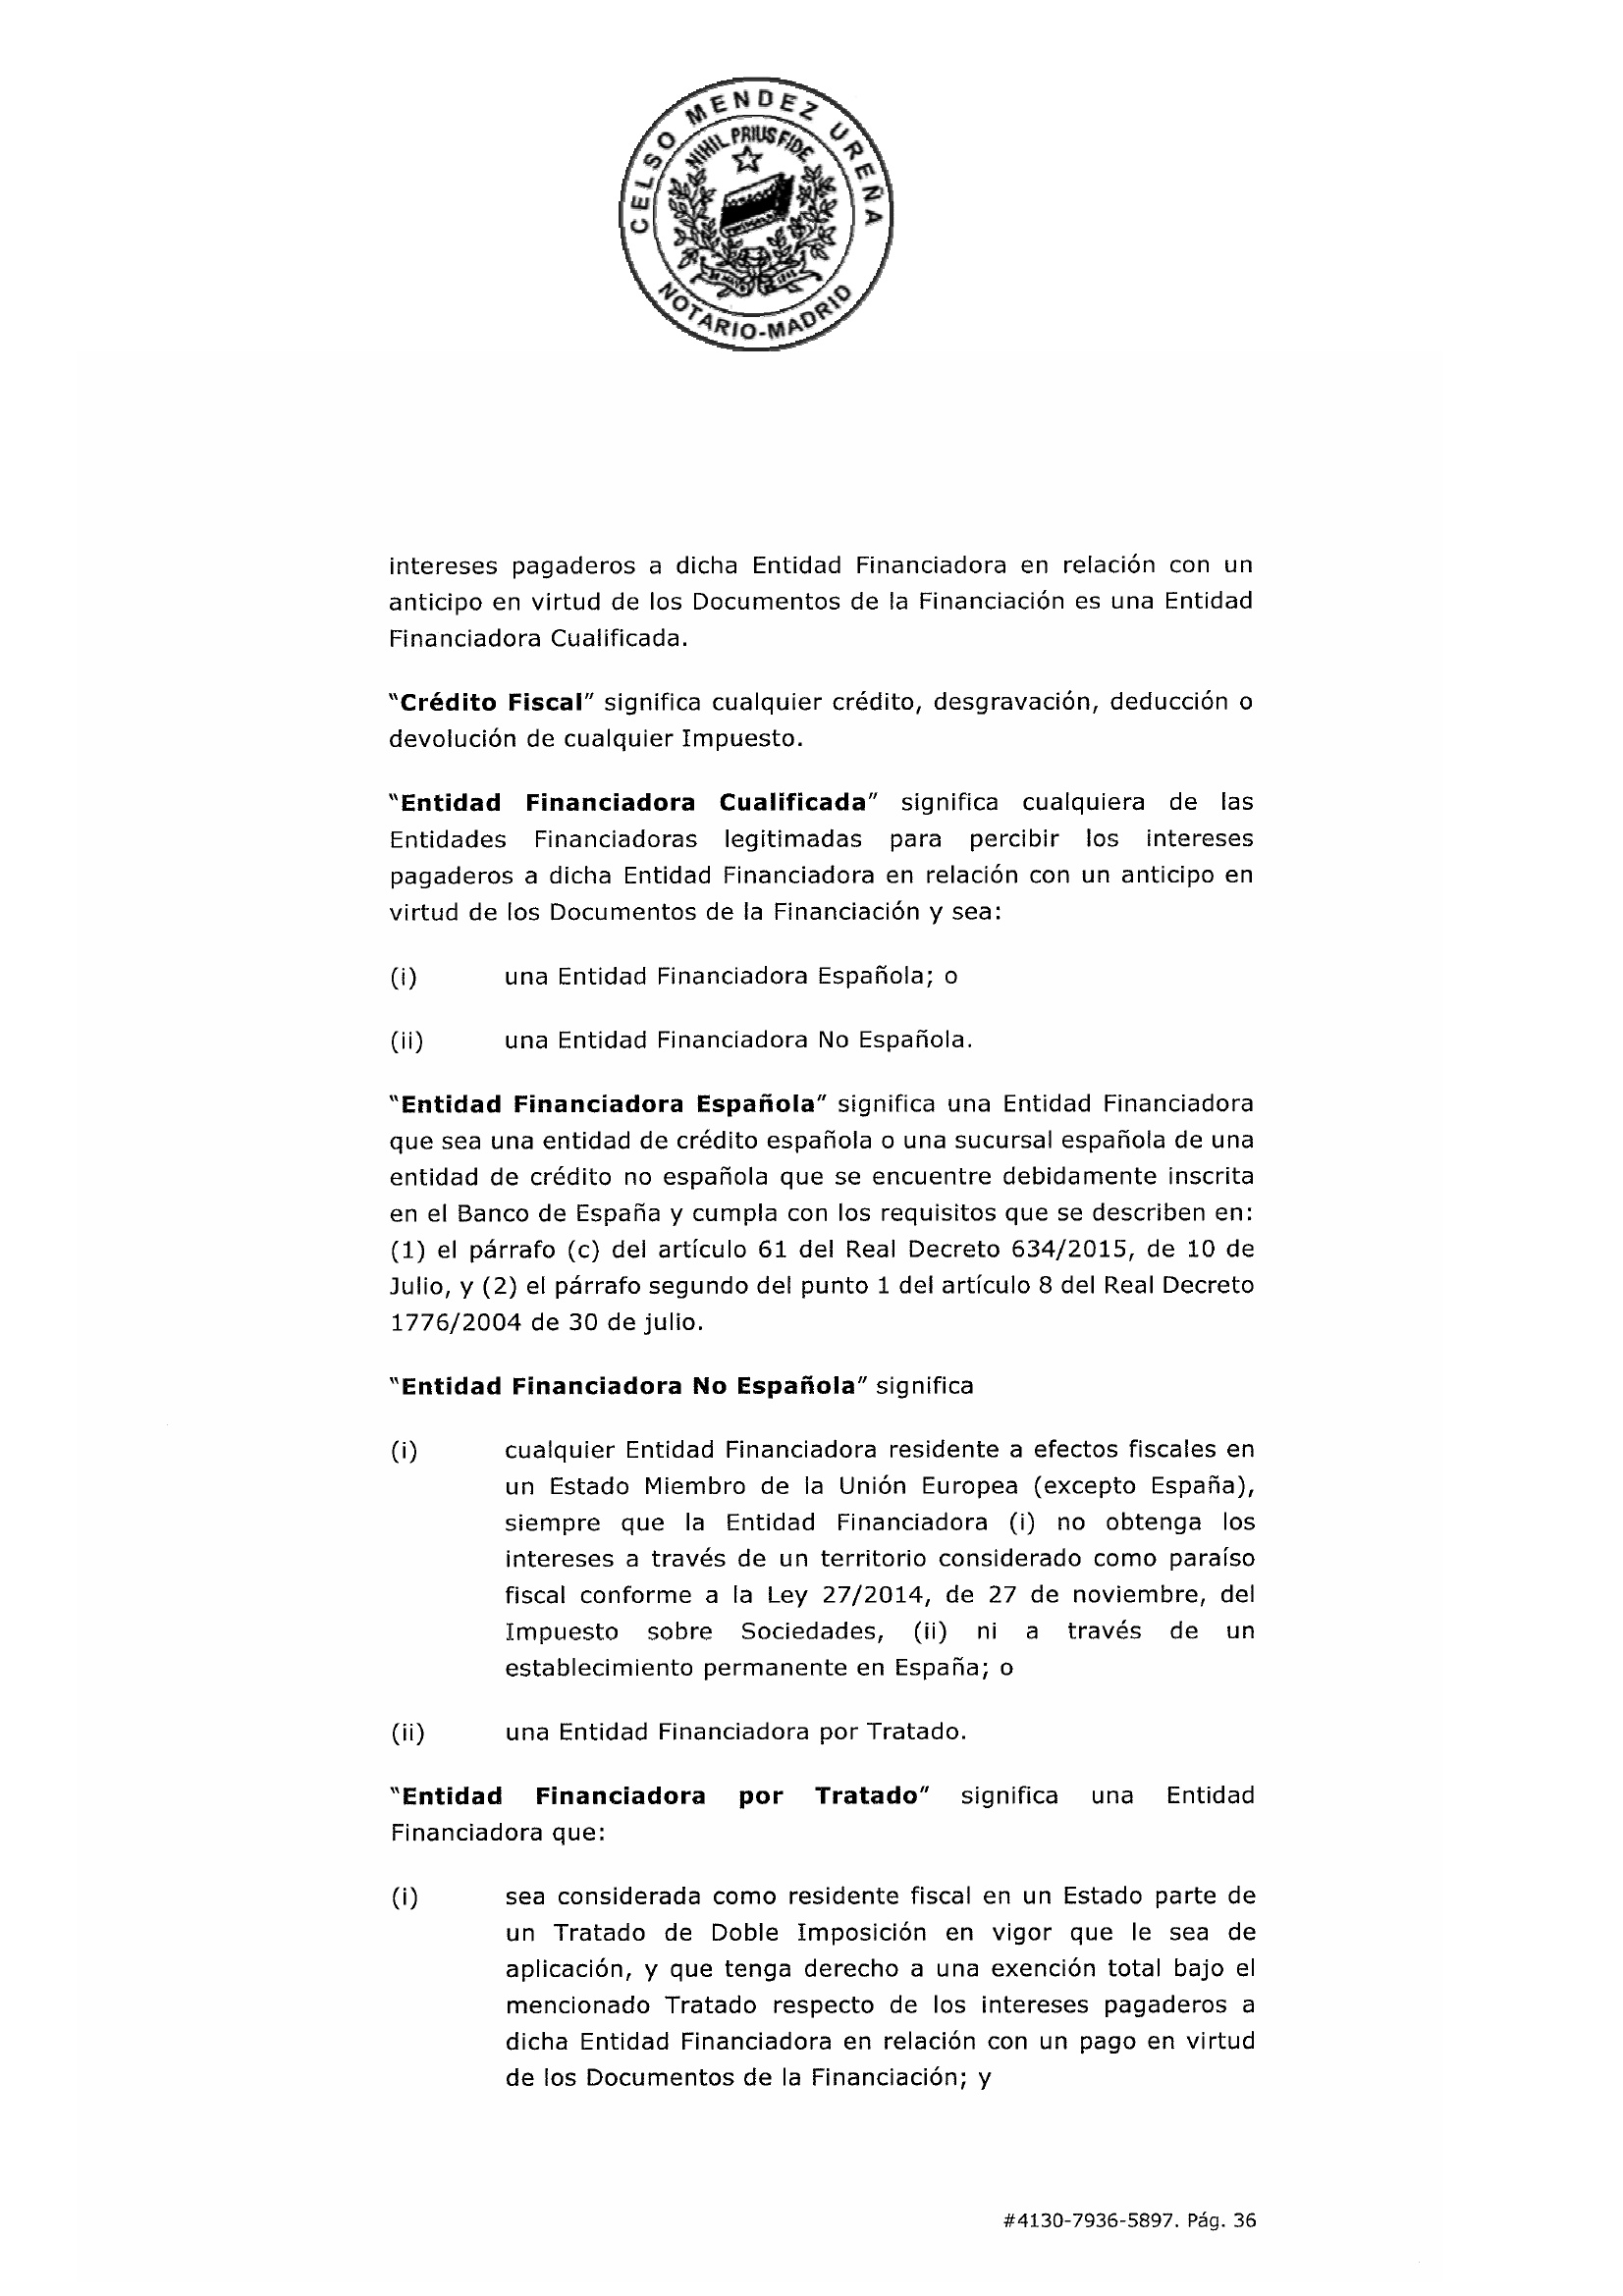 CELSO MENDEZ UREÑA
NIHIL PRIUS FIDE
NOTARIO-MADRID
intereses pagaderos a dicha Entidad Financiadora en relación con un
anticipo en virtud de los Documentos de la Financiación es una Entidad
Financiadora Cualificada.
"Crédito Fiscal" significa cualquier crédito, desgravación, deducción o
devolución de cualquier Impuesto.
"Entidad Financiadora Cualificada" significa cualquiera de las
Entidades Financiadoras legitimadas para percibir los intereses
pagaderos a dicha Entidad Financiadora en relación con un anticipo en
virtud de los Documentos de la Financiación y sea:
(i) una Entidad Financiadora Española; o
(ii) una Entidad Financiadora No Española.
"Entidad Financiadora Española" significa una Entidad Financiadora
que sea una entidad de crédito española o una sucursal española de una
entidad de crédito no española que se encuentre debidamente inscrita
en el Banco de España y cumpla con los requisitos que se describen en:
(1) el párrafo (c) del artículo 61 del Real Decreto 634/2015, de 10 de
Julio, y (2) el párrafo segundo del punto 1 del artículo 8 del Real Decreto
1776/2004 de 30 de julio.
"Entidad Financiadora No Española" significa
(i) cualquier Entidad Financiadora residente a efectos fiscales en
un Estado Miembro de la Unión Europea (excepto España),
siempre que la Entidad Financiadora (i) no obtenga los
intereses a través de un territorio considerado como paraíso
fiscal conforme a la Ley 27/2014, de 27 de noviembre, del
Impuesto sobre Sociedades, (ii) ni a través de un
establecimiento permanente en España; o
(ii) una Entidad Financiadora por Tratado.
"Entidad Financiadora por Tratado" significa una Entidad
Financiadora que:
(i) sea considerada como residente fiscal en un Estado parte de
un Tratado de Doble Imposición en vigor que le sea de
aplicación, y que tenga derecho a una exención total bajo el
mencionado Tratado respecto de los intereses pagaderos a
dicha Entidad Financiadora en relación con un pago en virtud
de los Documentos de la Financiación; y
#4130-7936-5897. Pág. 36